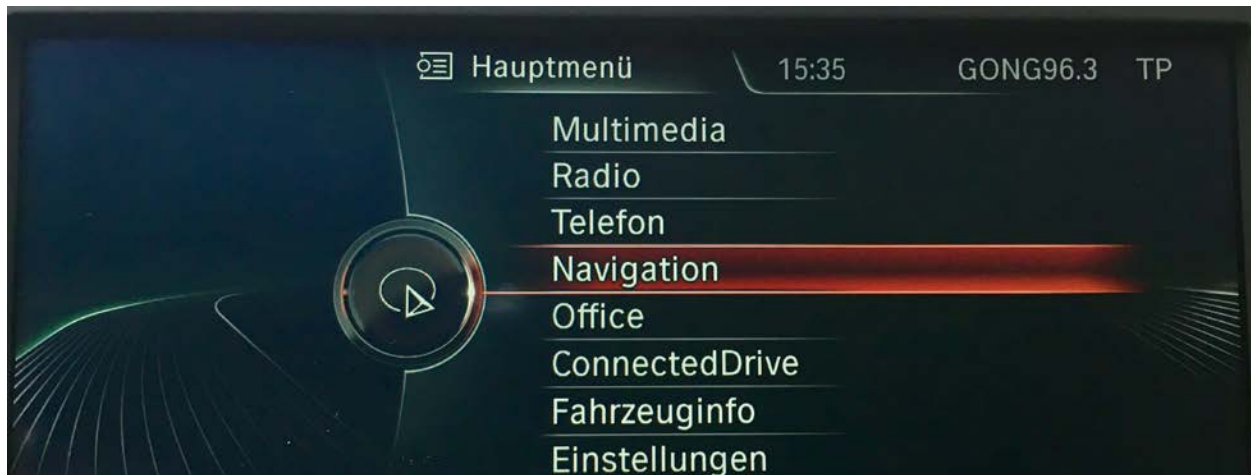 Hauptmenü 15:35 GONG96.3 TP
Multimedia
Radio
Telefon
Navigation
Office
ConnectedDrive
Fahrzeuginfo
Einstellungen